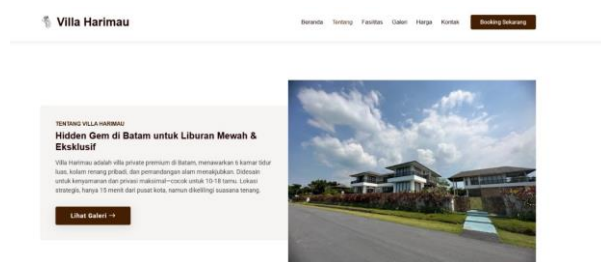 Villa Harimau
Beranda Tentang Fasilitas Galeri Harga Kontak Booking Sekarang
TENTANG VILLA HARIMAU
Hidden Gem di Batam untuk Liburan Mewah &
Eksklusif
Villa Harimau adalah villa private premium di Batam, menawarkan 6 kamar tidur
luas, kolam renang pribadi, dan pemandangan alam menakjubkan. Didesain
untuk kenyamanan dan privasi maksimal—cocok untuk 10-18 tamu. Lokasi
strategis, hanya 15 menit dari pusat kota, namun dikelilingi suasana tenang.
Lihat Galeri →